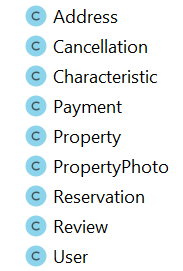 C Address
C Cancellation
C Characteristic
C Payment
C Property
C PropertyPhoto
C Reservation
C Review
C User